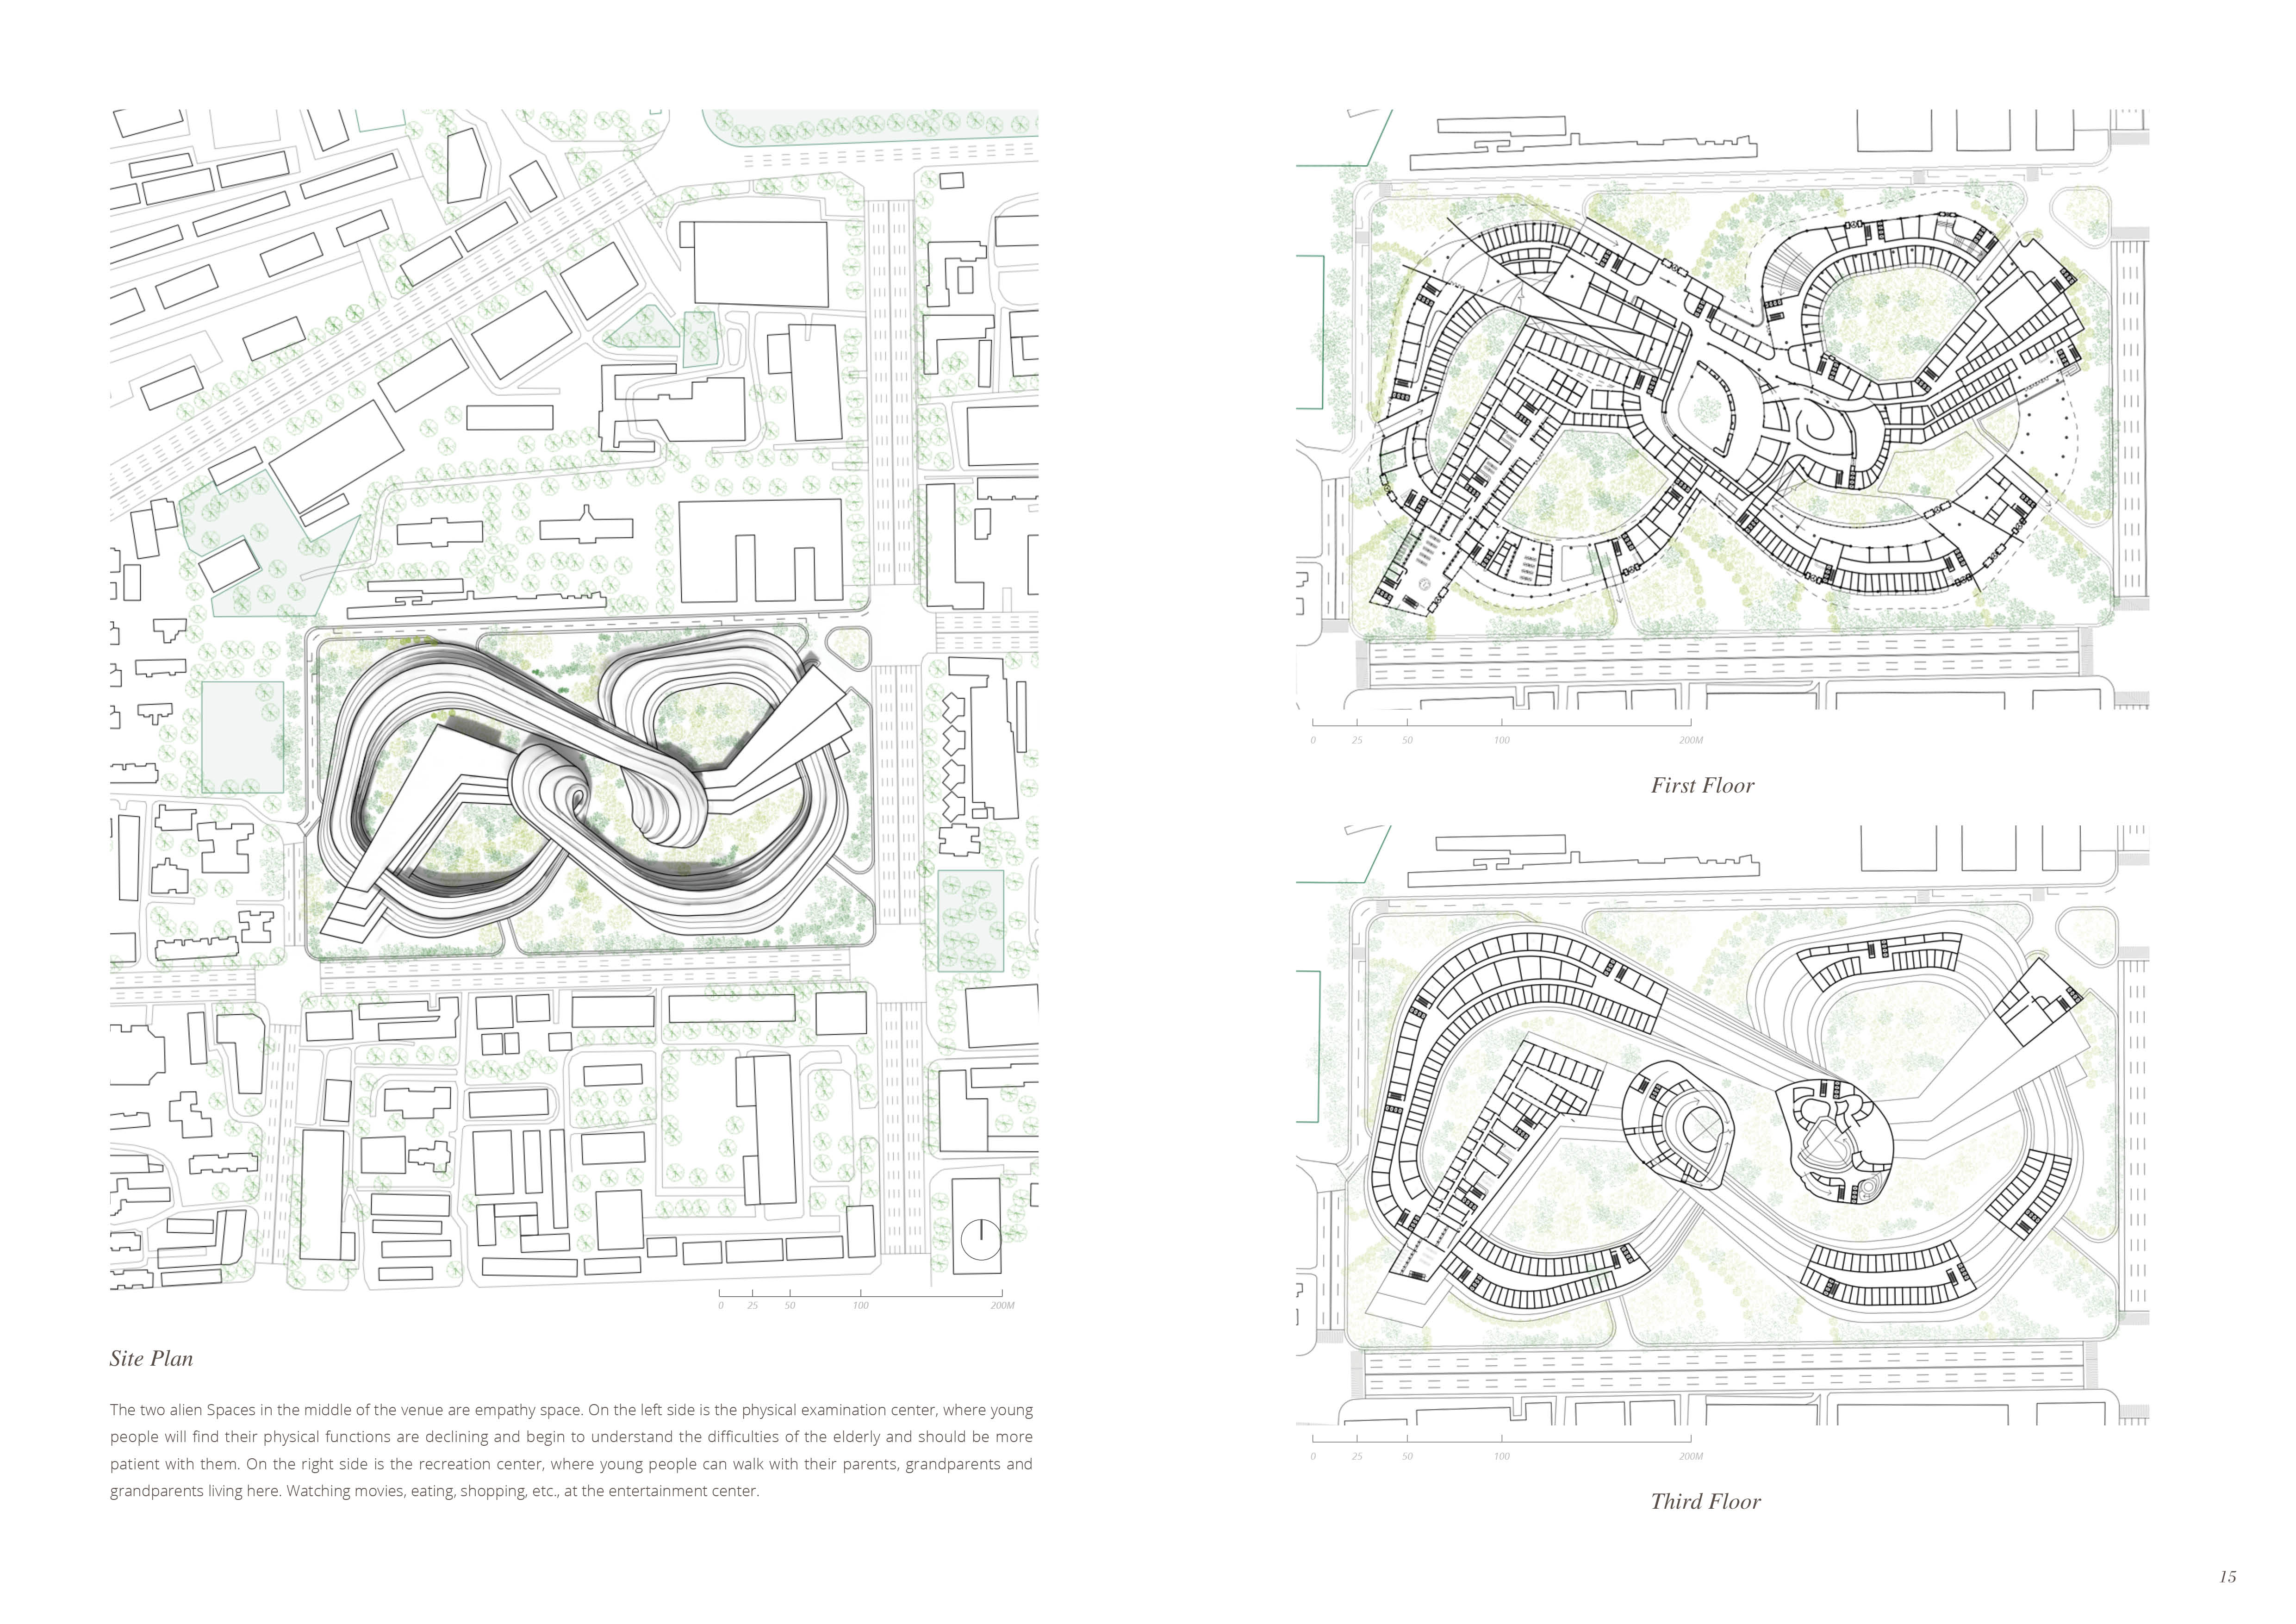 0 25 50 100 200M
Site Plan
The two alien Spaces in the middle of the venue are empathy space. On the left side is the physical examination center, where young
people will find their physical functions are declining and begin to understand the difficulties of the elderly and should be more
patient with them. On the right side is the recreation center, where young people can walk with their parents, grandparents and
grandparents living here. Watching movies, eating, shopping, etc., at the entertainment center.
0 25 50 100 200M
First Floor
0 25 50 100 200M
Third Floor
15